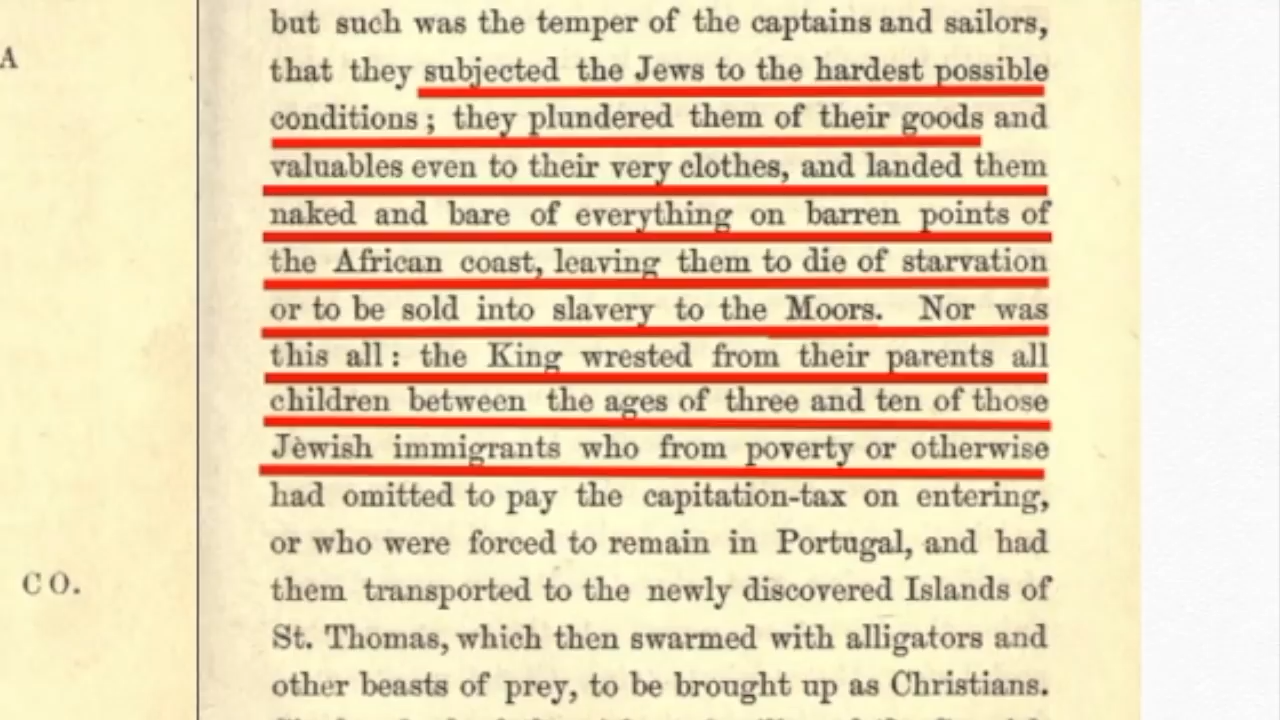 but such was the temper of the captains and sailors,
that they subjected the Jews to the hardest possible
conditions; they plundered them of their goods and
valuables even to their very clothes, and landed them
naked and bare of everything on barren points of
the African coast, leaving them to die of starvation
or to be sold into slavery to the Moors. Nor was
this all: the King wrested from their parents all
children between the ages of three and ten of those
Jewish immigrants who from poverty or otherwise
had omitted to pay the capitation-tax on entering,
or who were forced to remain in Portugal, and had
them transported to the newly discovered Islands of
St. Thomas, which then swarmed with alligators and
other beasts of prey, to be brought up as Christians.
A
CO.